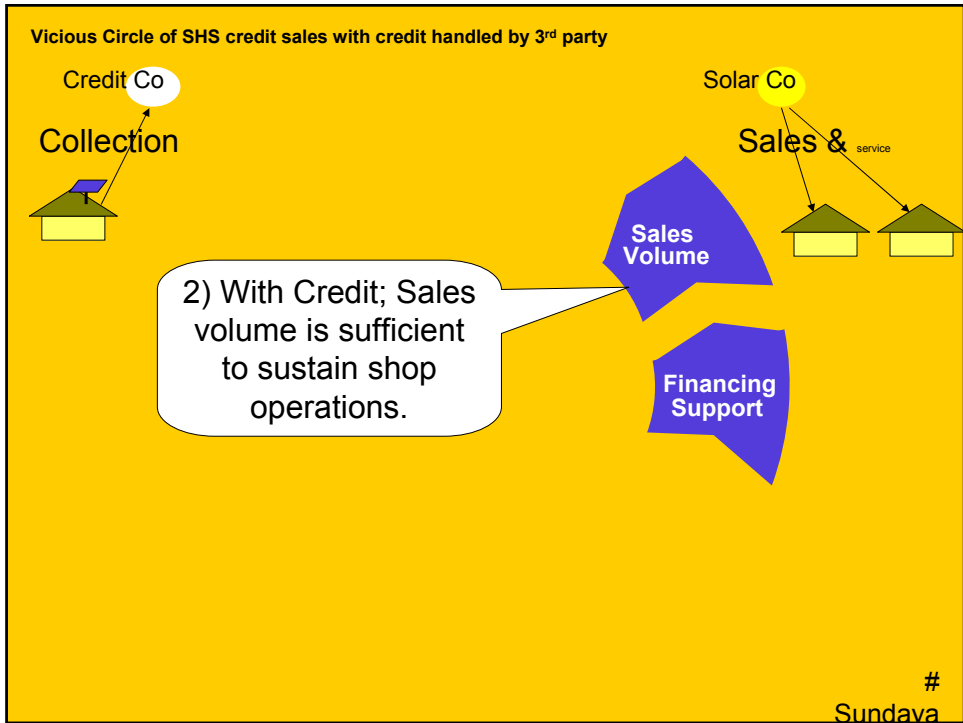 Vicious Circle of SHS credit sales with credit handled by 3rd party
Credit Co
Solar Co
Collection
Sales & service
Sales
Volume
2) With Credit; Sales
volume is sufficient
to sustain shop
operations.
Financing
Support
#
Sundaya